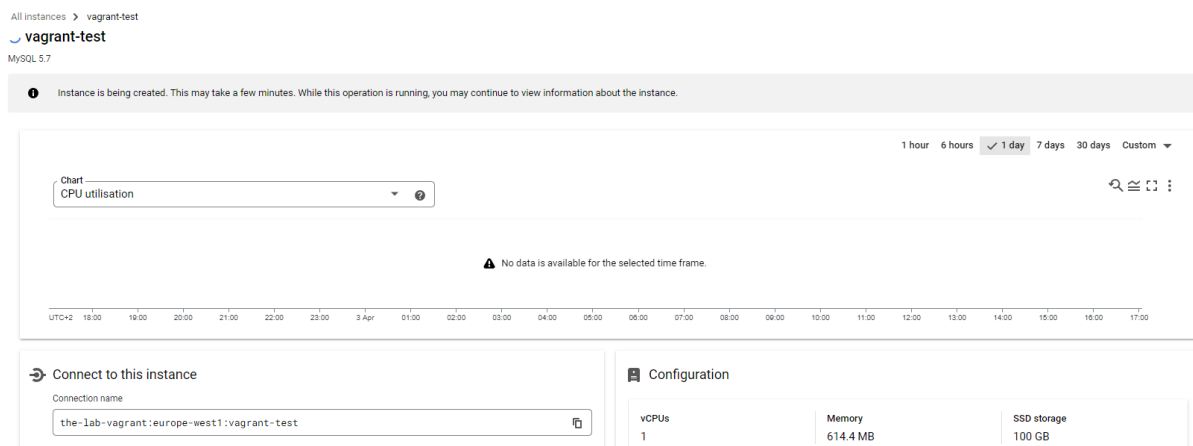 All instances > vagrant-test
vagrant-test
MySQL 5.7
Instance is being created. This may take a few minutes. While this operation is running, you may continue to view information about the instance.
1 hour 6 hours 1 day 7 days 30 days Custom
Chart
CPU utilisation
No data is available for the selected time frame.
UTC+2 18:00 19:00 20:00 21:00 22:00 23:00 3 Apr 01:00 02:00 03:00 04:00 05:00 06:00 07:00 08:00 09:00 10:00 11:00 12:00 13:00 14:00 15:00 16:00 17:00
Connect to this instance
Connection name
the-lab-vagrant:europe-west1:vagrant-test
Configuration
vCPUs Memory SSD storage
1 614.4 MB 100 GB